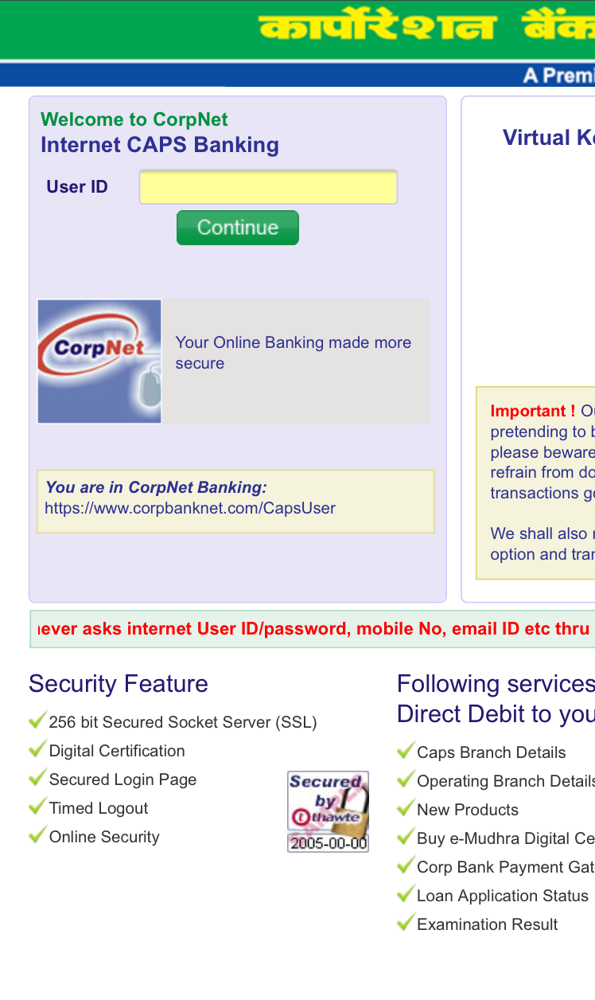 कार्पोरेशन बैंक
A Premi
Welcome to CorpNet
Internet CAPS Banking
User ID
Continue
CorpNet
Your Online Banking made more
secure
You are in CorpNet Banking:
https://www.corpbanknet.com/CapsUser
Virtual
Important !
pretending to
please beware
refrain from
transactions
We shall also
option and
never asks internet User ID/password, mobile No, email ID etc thru
Security Feature
256 bit Secured Socket Server (SSL)
Digital Certification
Secured Login Page
Timed Logout
Online Security
Secured
by
thawte
2005-00-00
Following services
Direct Debit to you
Caps Branch Details
Operating Branch Details
New Products
Buy e-Mudhra Digital Ce
Corp Bank Payment Gat
Loan Application Status
Examination Result